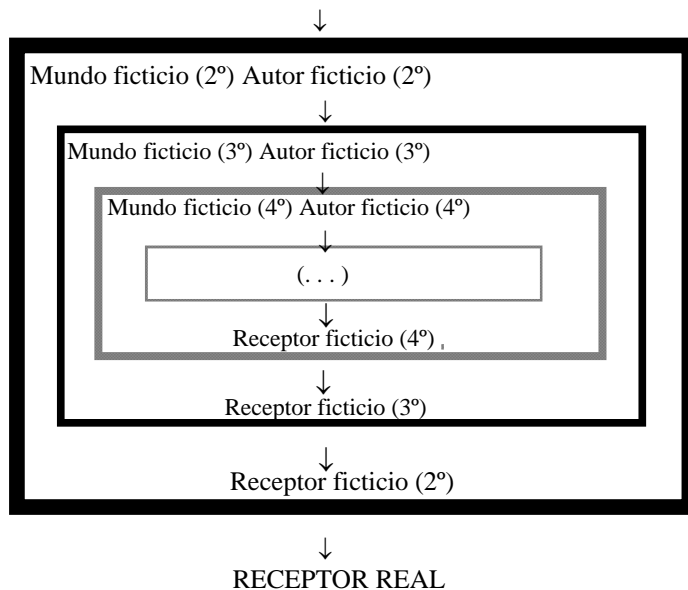 Mundo ficticio (2º) Autor ficticio (2º)
Mundo ficticio (3º) Autor ficticio (3º)
Mundo ficticio (4º) Autor ficticio (4º)
(. . . )
Receptor ficticio (4º)
Receptor ficticio (3º)
Receptor ficticio (2º)
RECEPTOR REAL